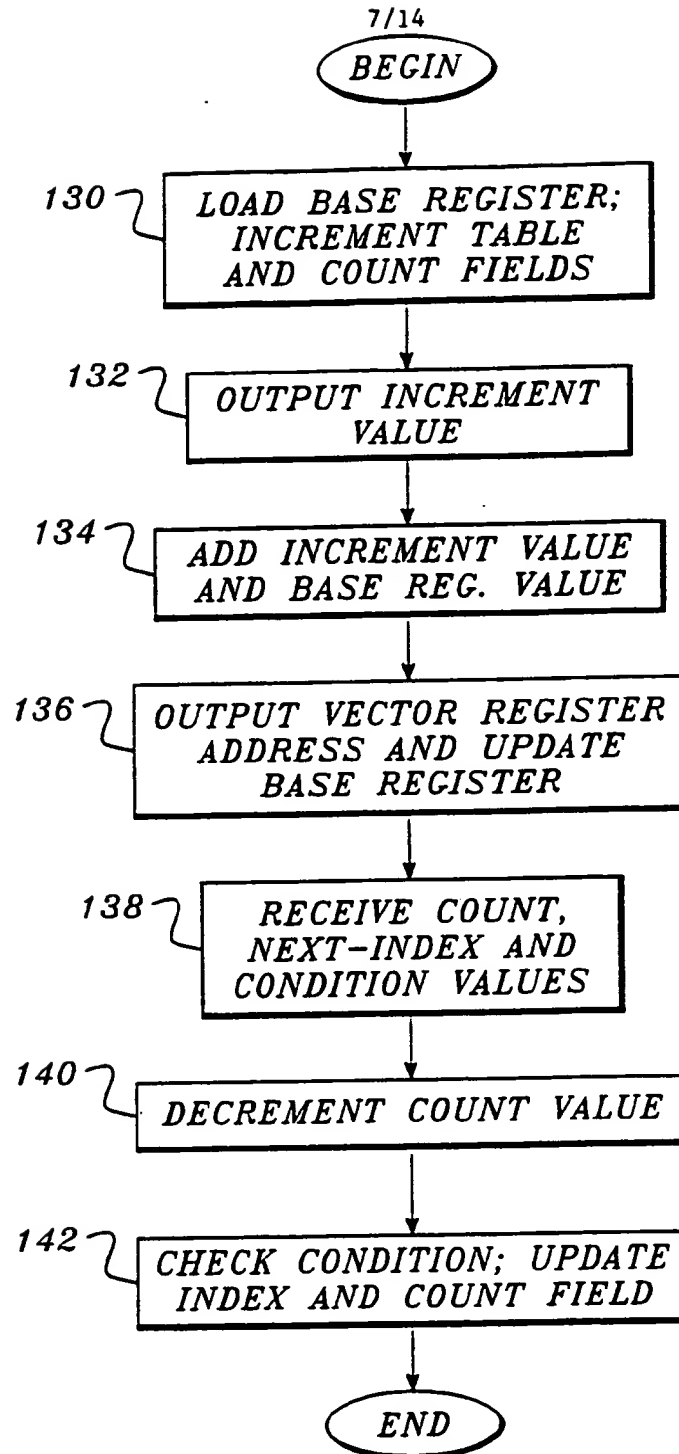 7/14
BEGIN
130
LOAD BASE REGISTER;
INCREMENT TABLE
AND COUNT FIELDS
132
OUTPUT INCREMENT
VALUE
134
ADD INCREMENT VALUE
AND BASE REG. VALUE
136
OUTPUT VECTOR REGISTER
ADDRESS AND UPDATE
BASE REGISTER
138
RECEIVE COUNT,
NEXT-INDEX AND
CONDITION VALUES
140
DECREMENT COUNT VALUE
142
CHECK CONDITION; UPDATE
INDEX AND COUNT FIELD
END